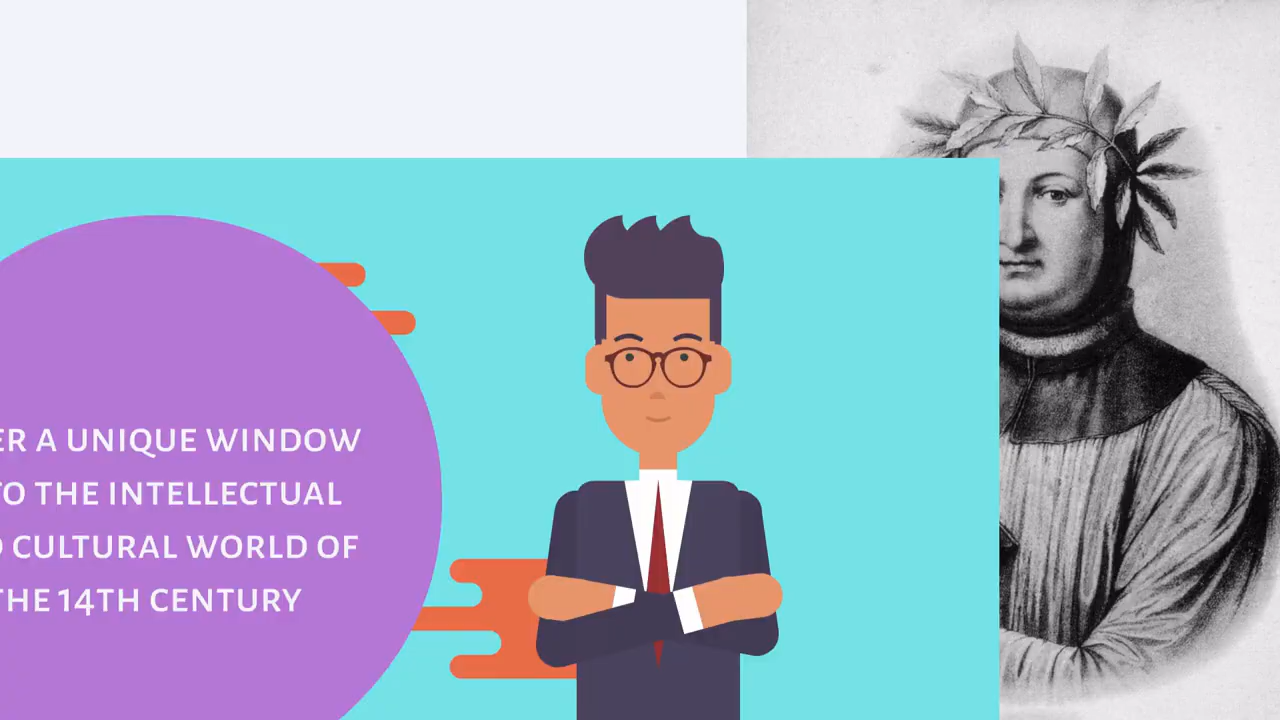 ER A UNIQUE WINDOW
TO THE INTELLECTUAL
CULTURAL WORLD OF
THE 14TH CENTURY